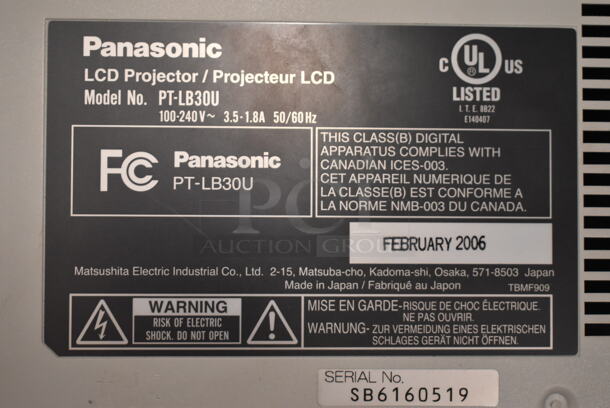 Panasonic
LCD Projector / Projecteur LCD
Model No. PT-LB30U
100-240V~ 3.5-1.8A 50/60Hz
C UL US
LISTED
I.T.E. 8B22
E140407
FC Panasonic
PT-LB30U
THIS CLASS(B) DIGITAL
APPARATUS COMPLIES WITH
CANADIAN ICES-003.
CET APPAREIL NUMERIQUE DE
LA CLASSE(B) EST CONFORME A
LA NORME NMB-003 DU CANADA.
PCI
AUCTION GROUP
FEBRUARY 2006
Matsushita Electric Industrial Co., Ltd. 2-15, Matsuba-cho, Kadoma-shi, Osaka, 571-8503 Japan
Made in Japan / Fabriqué au Japon
TBMF909
WARNING
RISK OF ELECTRIC
SHOCK. DO NOT OPEN
MISE EN GARDE-RISQUE DE CHOC ÉLECTRIQUE.
NE PAS OUVRIR.
WARNUNG- ZUR VERMEIDUNG EINES ELEKTRISCHEN
SCHLAGES GERÄT NICHT ÖFFNEN.
SERIAL No.
SB6160519